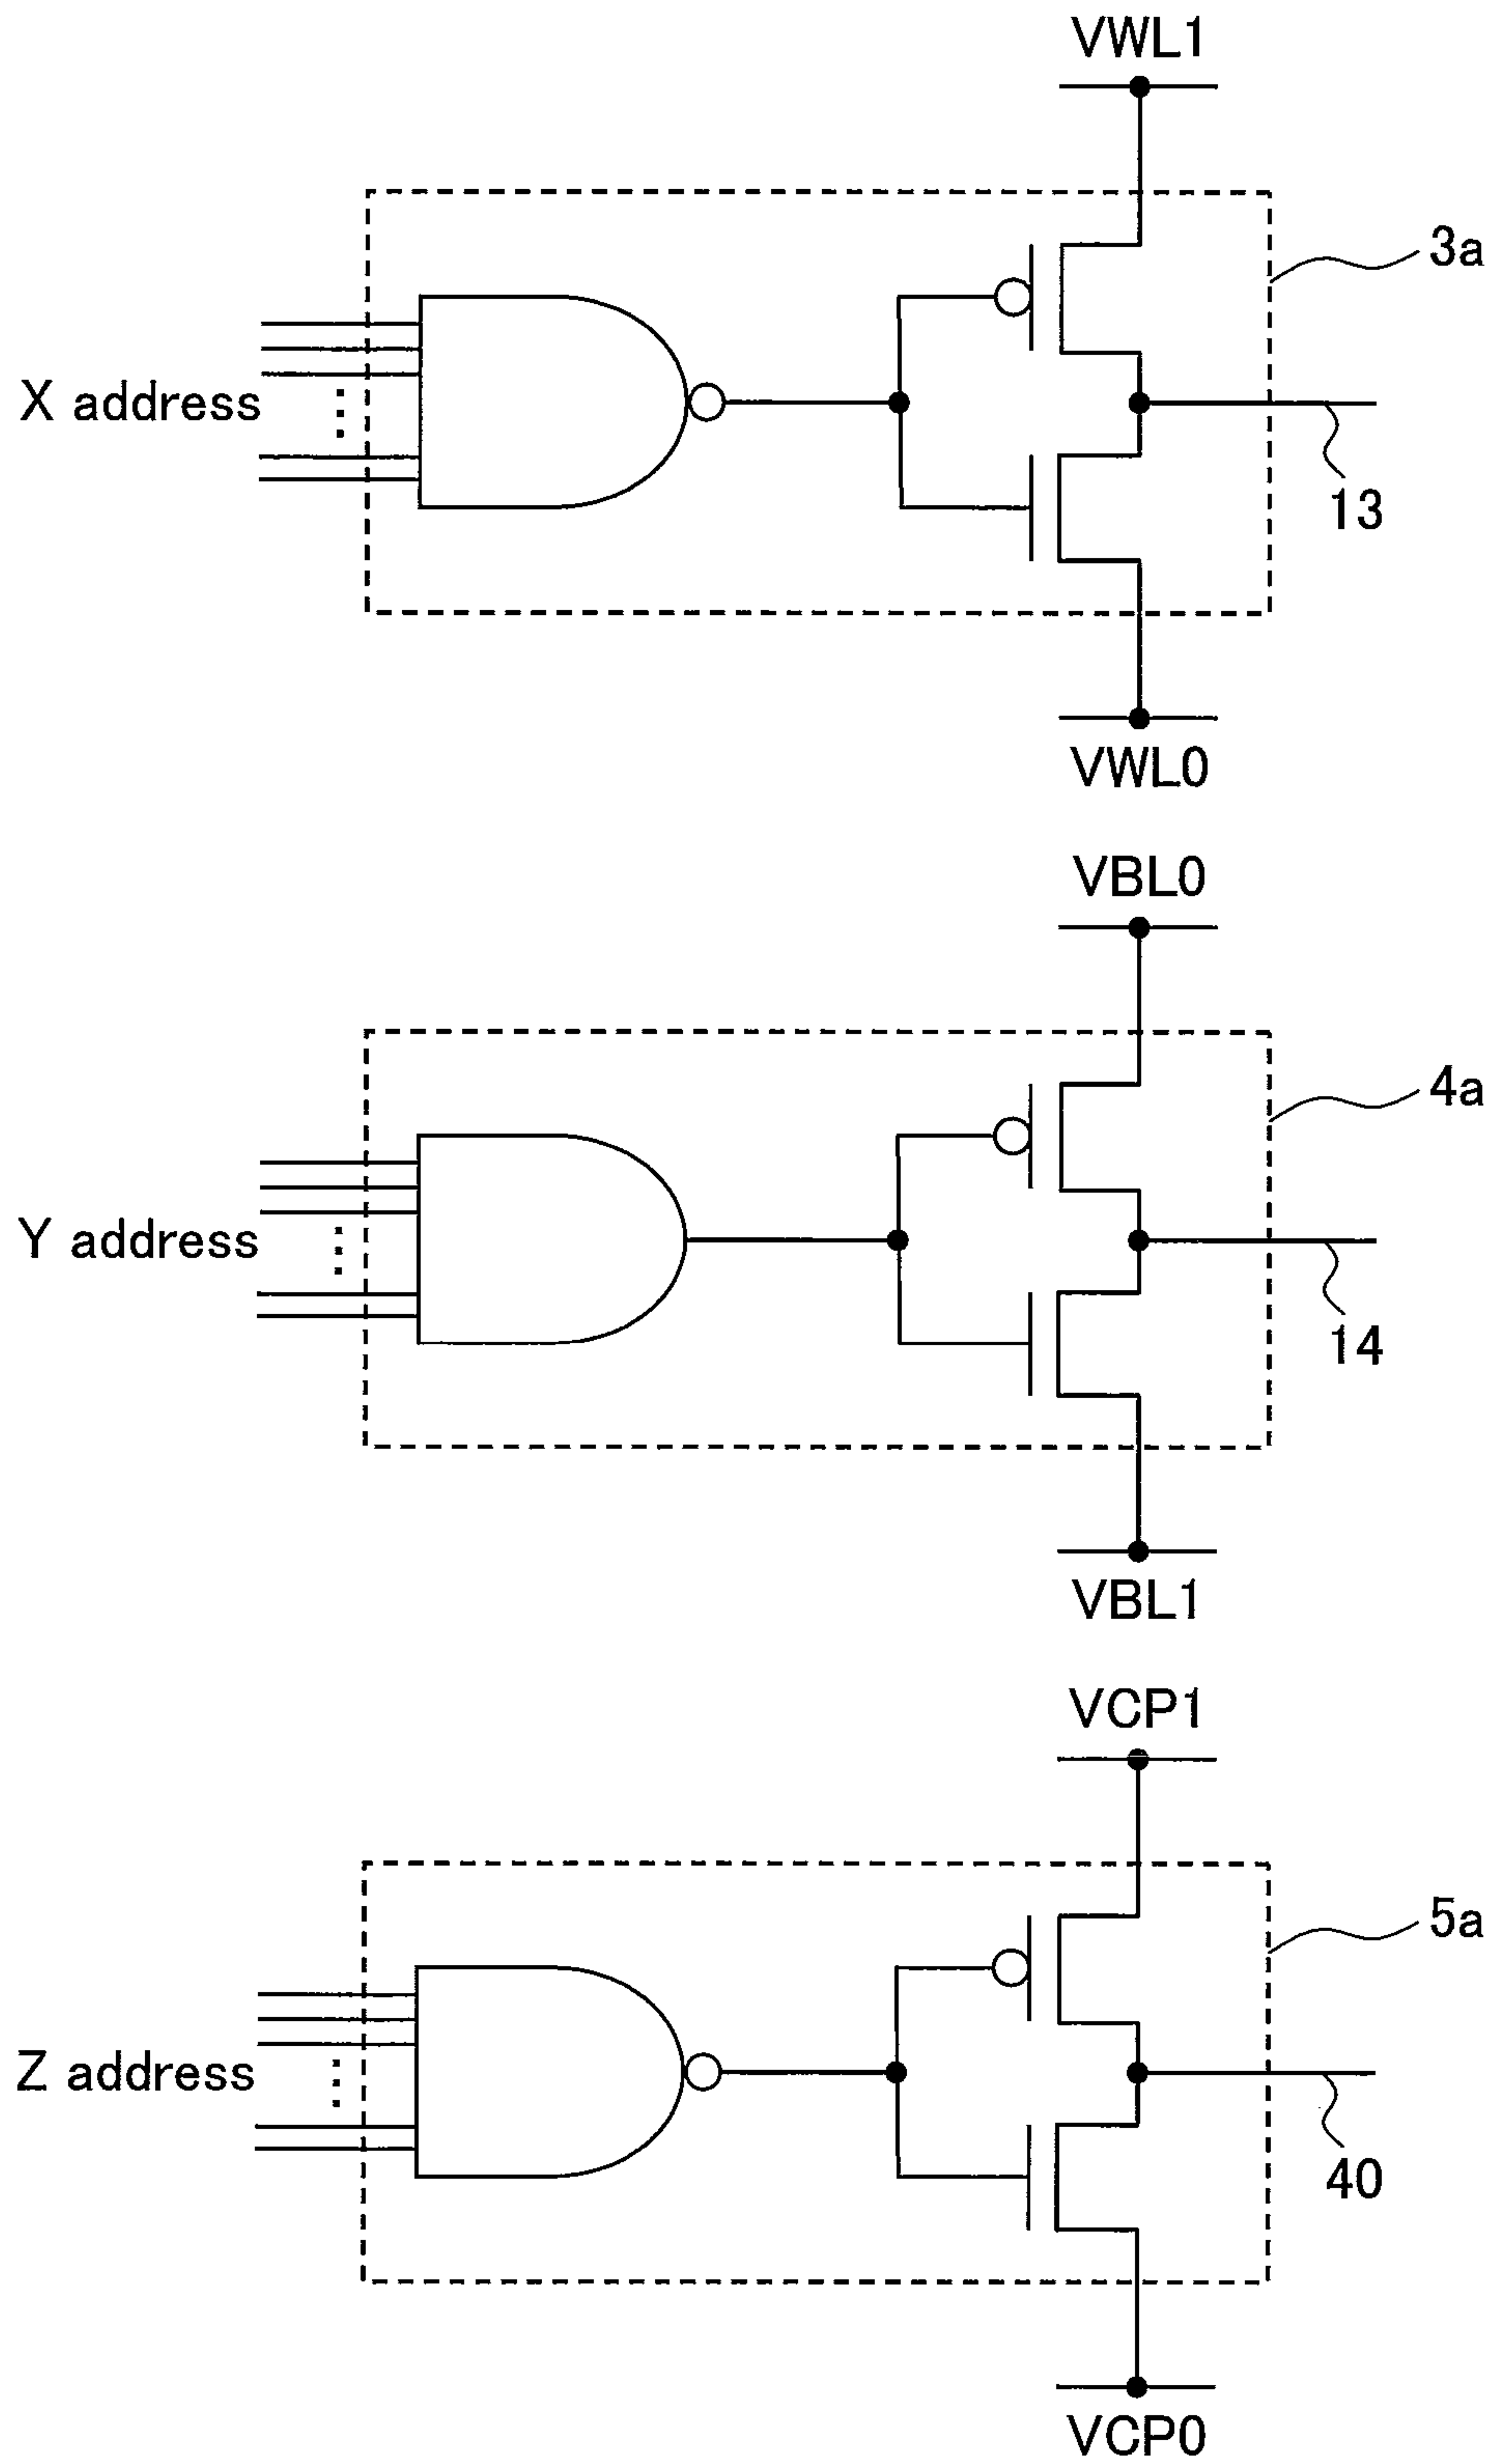 VWL1
3a
X address
13
VWL0
VBL0
4a
Y address
14
VBL1
VCP1
5a
Z address
40
VCP0